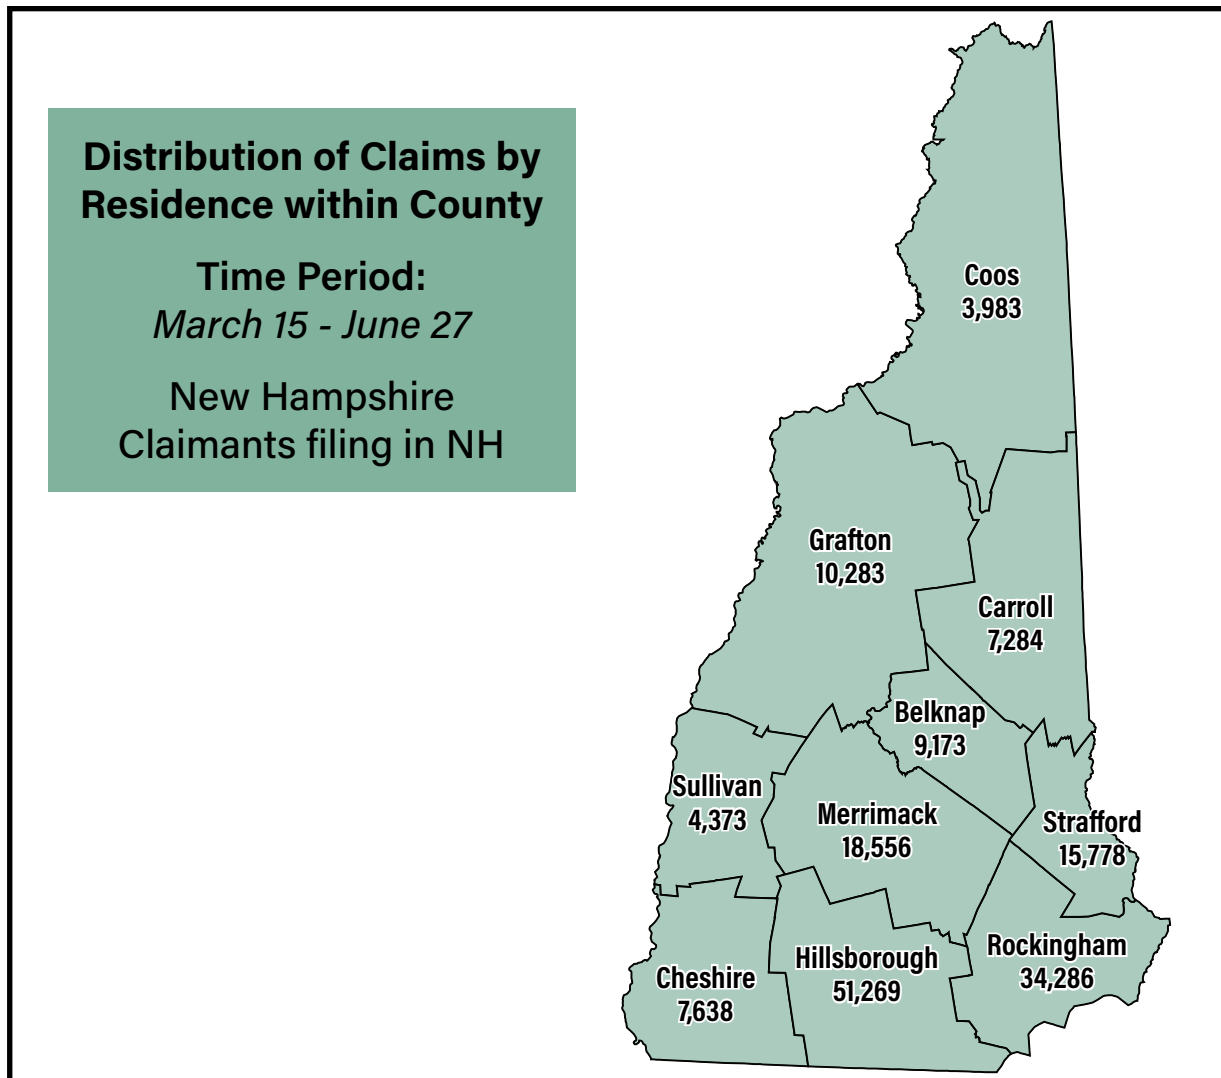 Distribution of Claims by
Residence within County
Time Period:
March 15 - June 27
New Hampshire
Claimants filing in NH
Coos
3,983
Grafton
10,283
Carroll
7,284
Belknap
9,173
Sullivan
4,373
Merrimack
18,556
Strafford
15,778
Rockingham
34,286
Hillsborough
51,269
Cheshire
7,638